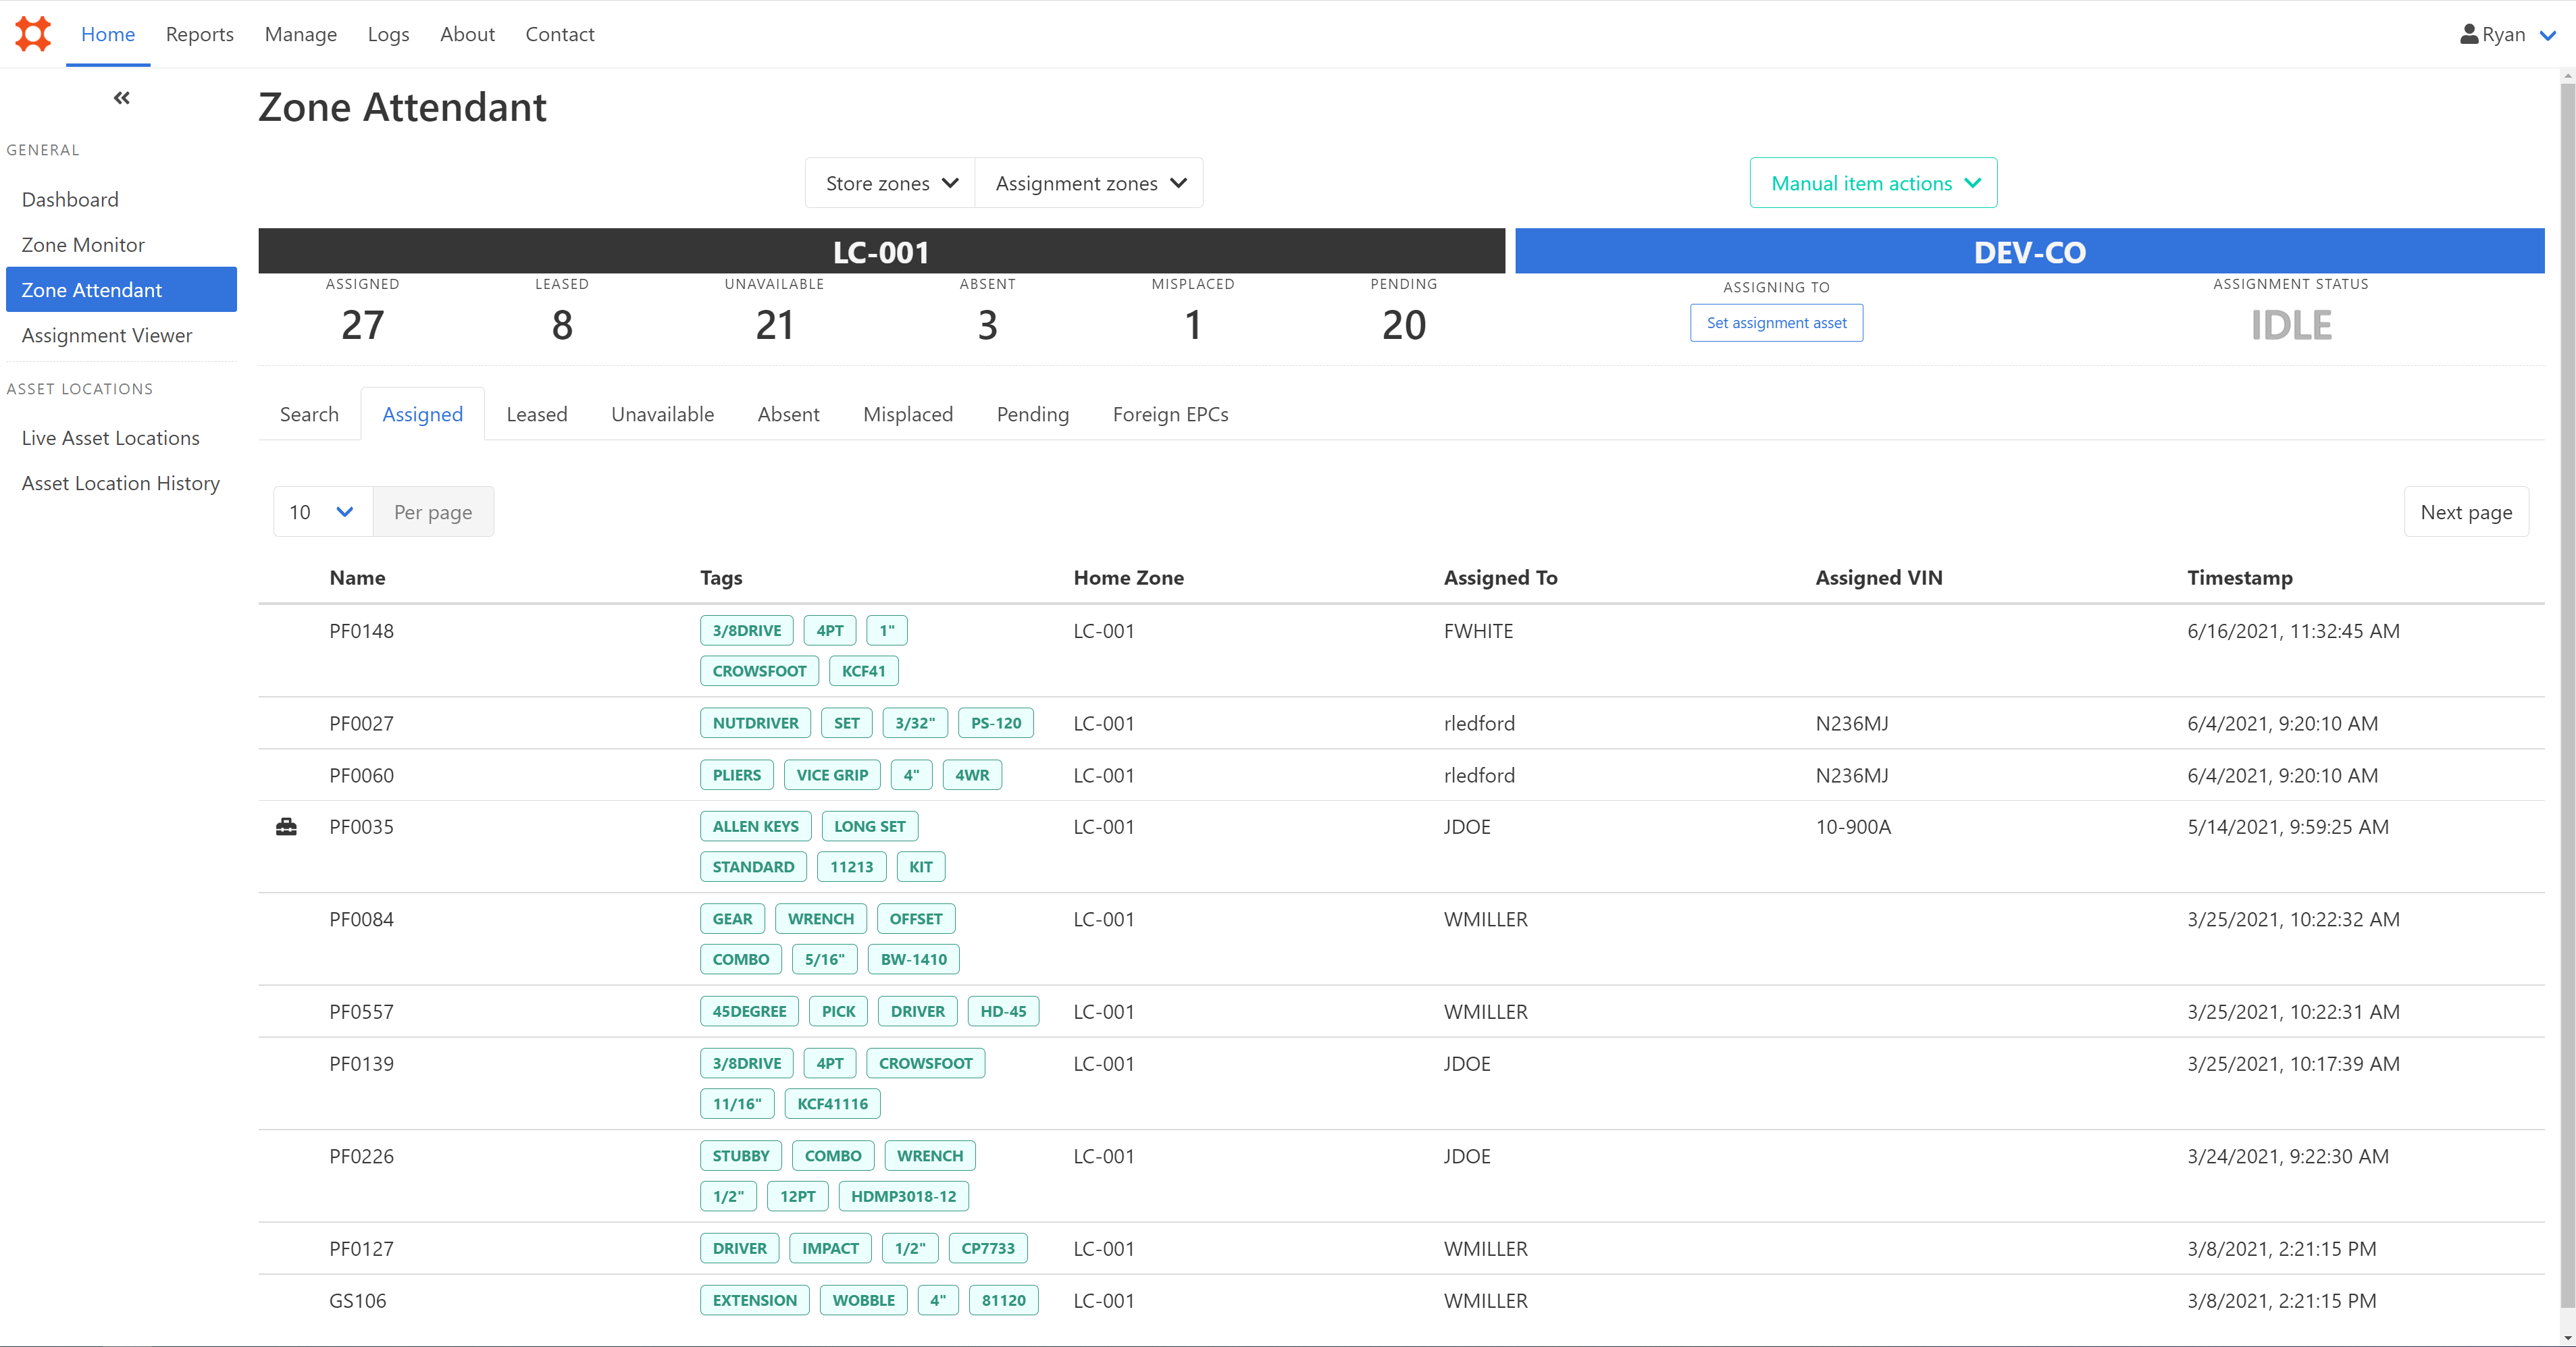 Home Reports Manage Logs About Contact Ryan
Zone Attendant
GENERAL
Dashboard
Zone Monitor
Zone Attendant
Assignment Viewer
ASSET LOCATIONS
Live Asset Locations
Asset Location History
Store zones Assignment zones Manual item actions
LC-001 DEV-CO
ASSIGNED LEASED UNAVAILABLE ABSENT MISPLACED PENDING ASSIGNING TO ASSIGNMENT STATUS
27 8 21 3 1 20 Set assignment asset IDLE
Search Assigned Leased Unavailable Absent Misplaced Pending Foreign EPCs
10 Per page Next page
Name Tags Home Zone Assigned To Assigned VIN Timestamp
PF0148 3/8DRIVE 4PT 1" LC-001 FWHITE 6/16/2021, 11:32:45 AM
CROWSFOOT KCF41
PF0027 NUTDRIVER SET 3/32" PS-120 LC-001 rledford N236MJ 6/4/2021, 9:20:10 AM
PF0060 PLIERS VICE GRIP 4" 4WR LC-001 rledford N236MJ 6/4/2021, 9:20:10 AM
PF0035 ALLEN KEYS LONG SET LC-001 JDOE 10-900A 5/14/2021, 9:59:25 AM
STANDARD 11213 KIT
PF0084 GEAR WRENCH OFFSET LC-001 WMILLER 3/25/2021, 10:22:32 AM
COMBO 5/16" BW-1410
PF0557 45DEGREE PICK DRIVER HD-45 LC-001 WMILLER 3/25/2021, 10:22:31 AM
PF0139 3/8DRIVE 4PT CROWSFOOT LC-001 JDOE 3/25/2021, 10:17:39 AM
11/16" KCF41116
PF0226 STUBBY COMBO WRENCH LC-001 JDOE 3/24/2021, 9:22:30 AM
1/2" 12PT HDMP3018-12
PF0127 DRIVER IMPACT 1/2" CP7733 LC-001 WMILLER 3/8/2021, 2:21:15 PM
GS106 EXTENSION WOBBLE 4" 81120 LC-001 WMILLER 3/8/2021, 2:21:15 PM